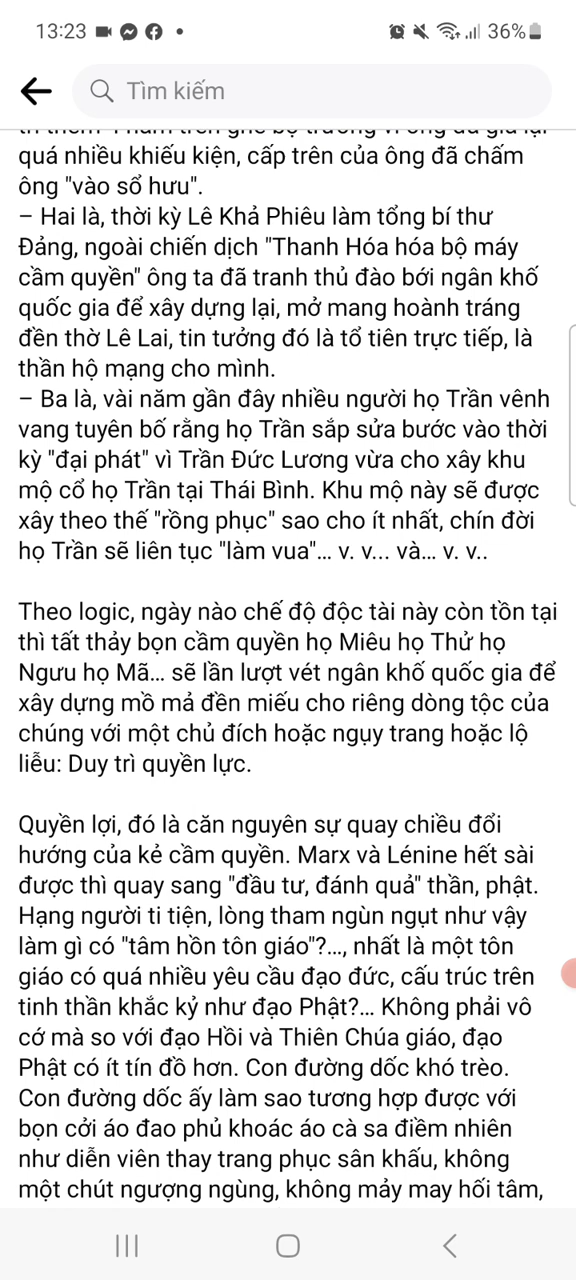 13:23
36%
Tìm kiếm
quá nhiều khiếu kiện, cấp trên của ông đã chấm
ông "vào sổ hưu".
– Hai là, thời kỳ Lê Khả Phiêu làm tổng bí thư
Đảng, ngoài chiến dịch "Thanh Hóa hóa bộ máy
cầm quyền" ông ta đã tranh thủ đào bới ngân khố
quốc gia để xây dựng lại, mở mang hoành tráng
đền thờ Lê Lai, tin tưởng đó là tổ tiên trực tiếp, là
thần hộ mạng cho mình.
– Ba là, vài năm gần đây nhiều người họ Trần vênh
vang tuyên bố rằng họ Trần sắp sửa bước vào thời
kỳ "đại phát" vì Trần Đức Lương vừa cho xây khu
mộ cổ họ Trần tại Thái Bình. Khu mộ này sẽ được
xây theo thế "rồng phục" sao cho ít nhất, chín đời
họ Trần sẽ liên tục "làm vua"... v. v... và... v. v..
Theo logic, ngày nào chế độ độc tài này còn tồn tại
thì tất thảy bọn cầm quyền họ Miêu họ Thử họ
Ngưu họ Mã... sẽ lần lượt vét ngân khố quốc gia để
xây dựng mồ mả đền miếu cho riêng dòng tộc của
chúng với một chủ đích hoặc ngụy trang hoặc lộ
liễu: Duy trì quyền lực.
Quyền lợi, đó là căn nguyên sự quay chiều đổi
hướng của kẻ cầm quyền. Marx và Lénine hết sài
được thì quay sang "đầu tư, đánh quả" thần, phật.
Hạng người ti tiện, lòng tham ngùn ngụt như vậy
làm gì có "tâm hồn tôn giáo"?..., nhất là một tôn
giáo có quá nhiều yêu cầu đạo đức, cấu trúc trên
tinh thần khắc kỷ như đạo Phật?... Không phải vô
cớ mà so với đạo Hồi và Thiên Chúa giáo, đạo
Phật có ít tín đồ hơn. Con đường dốc khó trèo.
Con đường dốc ấy làm sao tương hợp được với
bọn cởi áo đao phủ khoác áo cà sa điềm nhiên
như diễn viên thay trang phục sân khấu, không
một chút ngượng ngùng, không mảy may hối tâm,